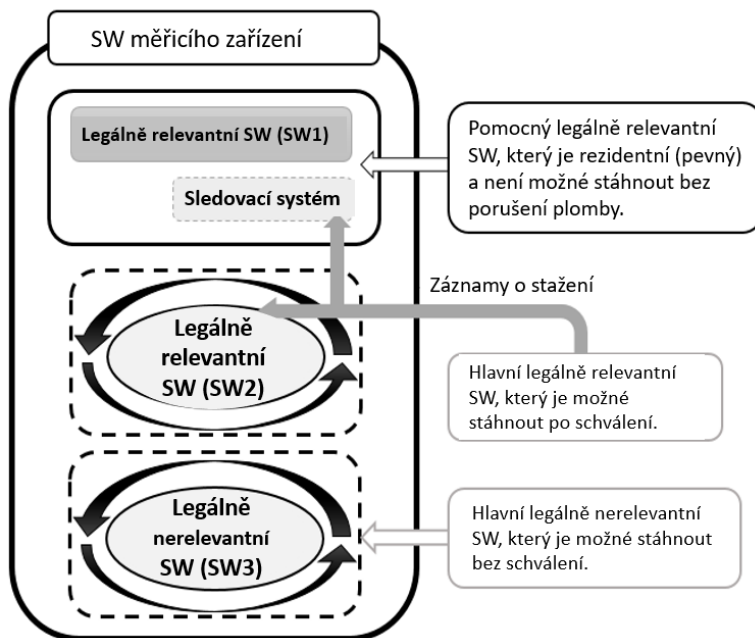 SW měřicího zařízení
Legálně relevantní SW (SW1)
Sledovací systém
Pomocný legálně relevantní
SW, který je rezidentní (pevný)
a není možné stáhnout bez
porušení plomby.
Záznamy o stažení
Legálně
relevantní
SW (SW2)
Hlavní legálně relevantní
SW, který je možné
stáhnout po schválení.
Legálně
nerelevantní
SW (SW3)
Hlavní legálně nerelevantní
SW, který je možné stáhnout
bez schválení.